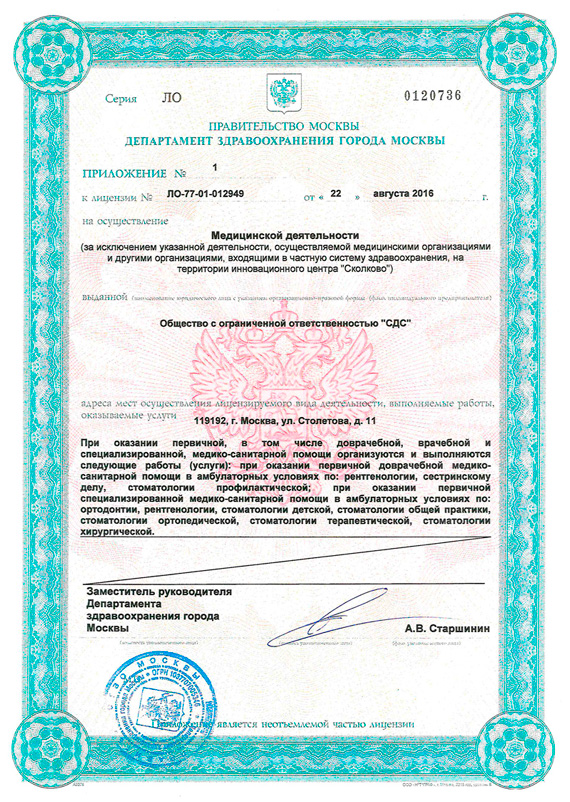 Серия ЛО 0120736
ПРАВИТЕЛЬСТВО МОСКВЫ
ДЕПАРТАМЕНТ ЗДРАВООХРАНЕНИЯ ГОРОДА МОСКВЫ
ПРИЛОЖЕНИЕ № 1
к лицензии № ЛО-77-01-012949 от « 22 » августа 2016 г.
на осуществление
Медицинской деятельности
(за исключением указанной деятельности, осуществляемой медицинскими организациями
и другими организациями, входящими в частную систему здравоохранения, на
территории инновационного центра "Сколково")
выданной (наименование юридического лица с указанием организационно-правовой формы (ф.и.о. индивидуального предпринимателя)
Общество с ограниченной ответственностью "СДС"
адреса мест осуществления лицензируемого вида деятельности, выполняемые работы,
оказываемые услуги
119192, г. Москва, ул. Столетова, д. 11
При оказании первичной, в том числе доврачебной, врачебной и
специализированной, медико-санитарной помощи организуются и выполняются
следующие работы (услуги): при оказании первичной доврачебной медико-
санитарной помощи в амбулаторных условиях по: рентгенологии, сестринскому
делу, стоматологии профилактической; при оказании первичной
специализированной медико-санитарной помощи в амбулаторных условиях по:
ортодонтии, рентгенологии, стоматологии детской, стоматологии общей практики,
стоматологии ортопедической, стоматологии терапевтической, стоматологии
хирургической.
Заместитель руководителя
Департамента
здравоохранения города
Москвы
А.В. Старшинин
(должность уполномоченного лица) (подпись уполномоченного лица) (ф.и.о. уполномоченного лица)
Приложение является неотъемлемой частью лицензии